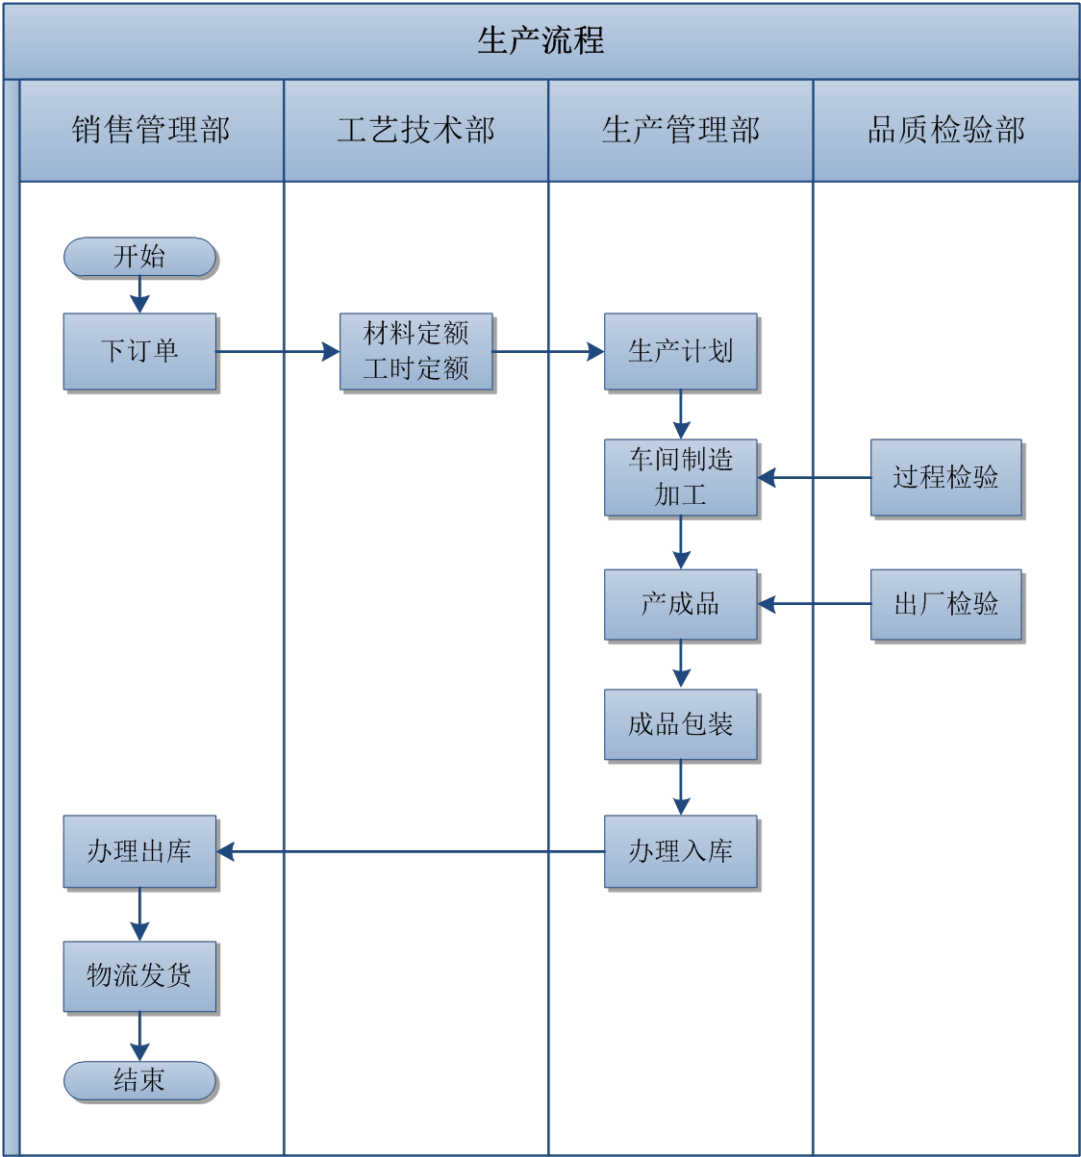 生产流程
销售管理部
工艺技术部
生产管理部
品质检验部
开始
下订单
材料定额
工时定额
生产计划
车间制造
加工
过程检验
产成品
出厂检验
成品包装
办理出库
办理入库
物流发货
结束